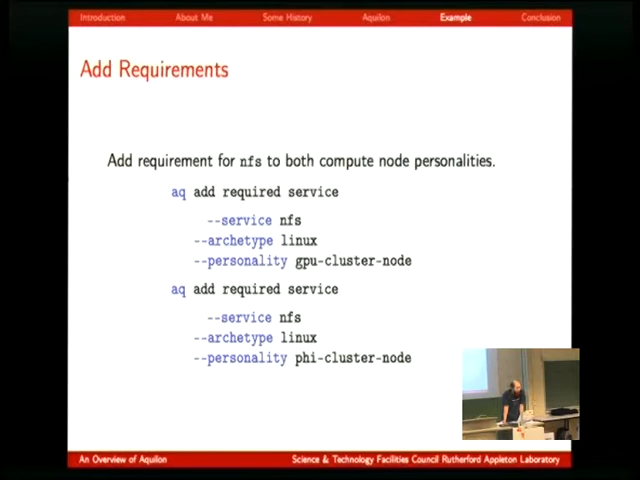 Introduction About Me Some History Aquilon Example Conclusion
Add Requirements
Add requirement for nfs to both compute node personalities.
aq add required service
--service nfs
--archetype linux
--personality gpu-cluster-node
aq add required service
--service nfs
--archetype linux
--personality phi-cluster-node
An Overview of Aquilon Science & Technology Facilities Council Rutherford Appleton Laboratory